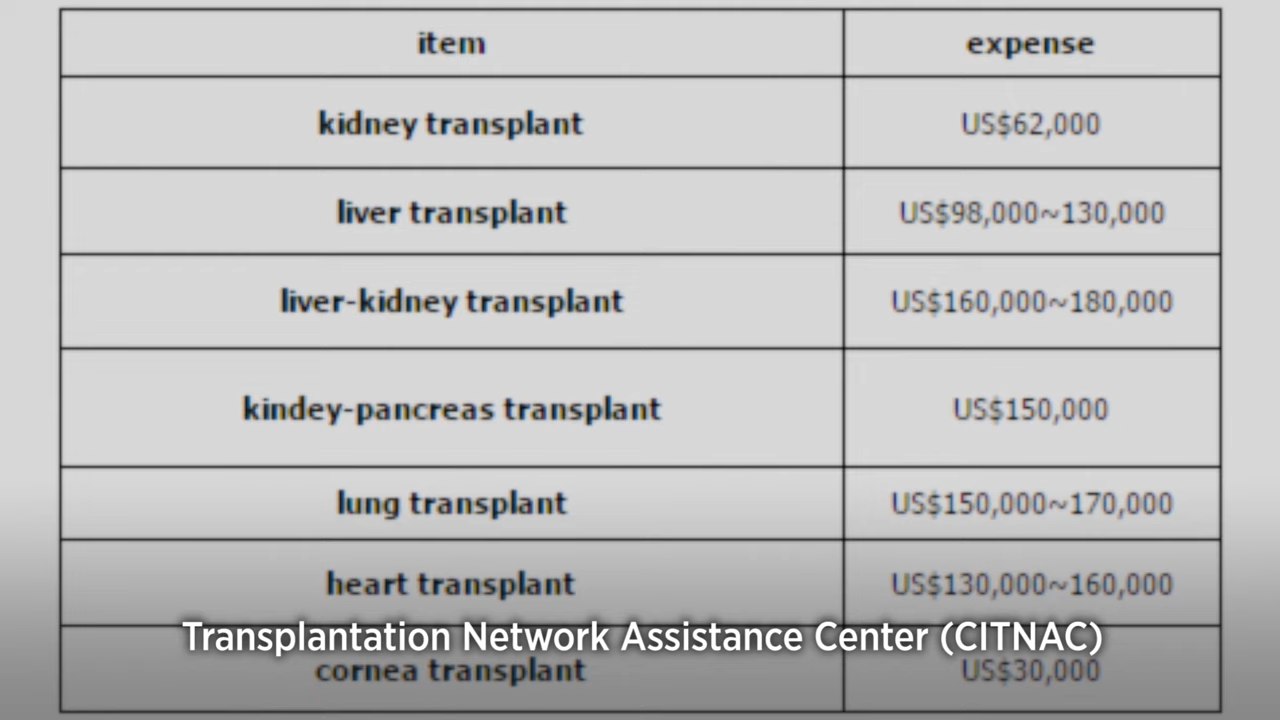 item expense
kidney transplant US$62,000
liver transplant US$98,000~130,000
liver-kidney transplant US$160,000~180,000
kindey-pancreas transplant US$150,000
lung transplant US$150,000~170,000
heart transplant US$130,000~160,000
Transplantation Network Assistance Center (CITNAC)
cornea transplant US$30,000